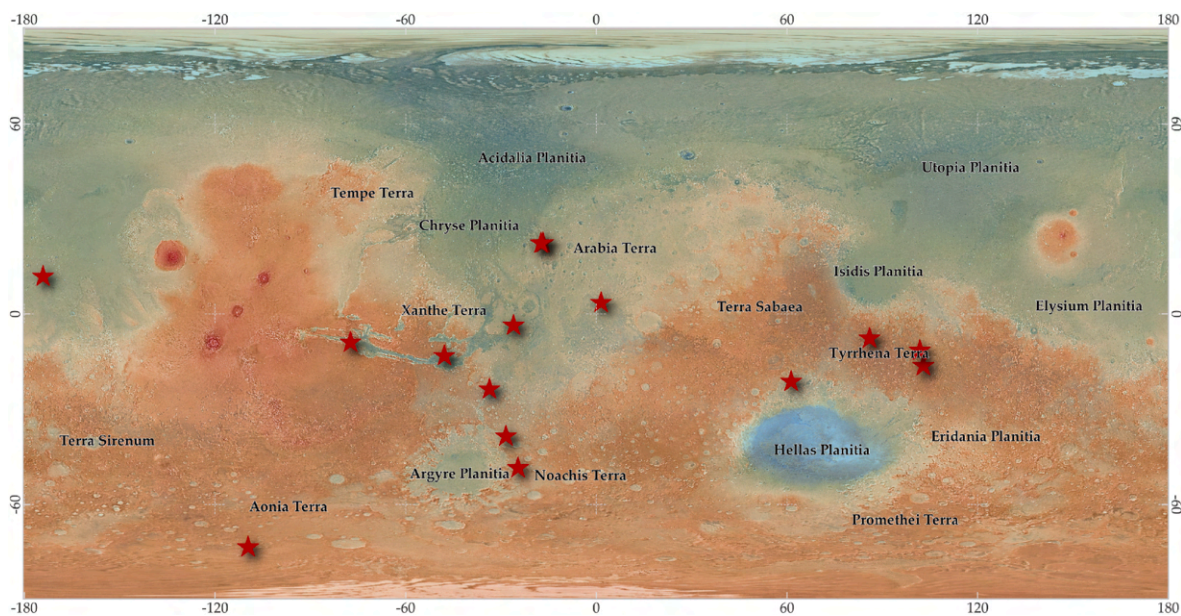 -180 -120 -60 0 60 120 180
60 60
Acidalia Planitia
Utopia Planitia
Tempe Terra
Chryse Planitia
Arabia Terra
Isidis Planitia
Xanthe Terra
Terra Sabaea
Elysium Planitia
0 0
Tyrrhena Terra
Terra Sirenum
Eridania Planitia
Hellas Planitia
Argyre Planitia
Noachis Terra
-60 -60
Aonia Terra
Promethei Terra
-180 -120 -60 0 60 120 180